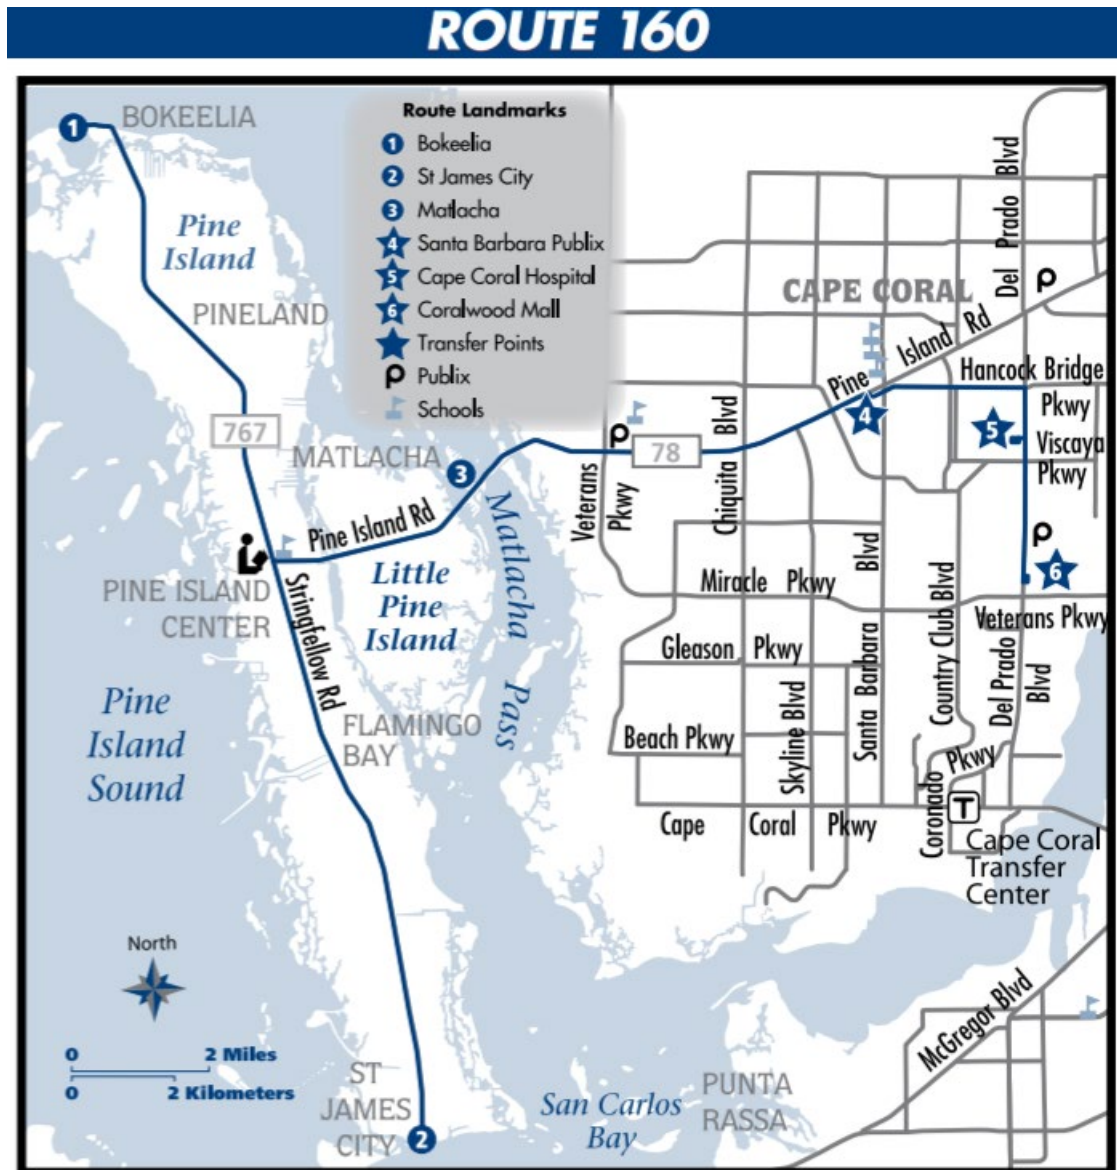 ROUTE 160
Route Landmarks
1 Bokeelia
2 St James City
3 Matlacha
4 Santa Barbara Publix
5 Cape Coral Hospital
6 Coralwood Mall
Transfer Points
P Publix
Schools
1
BOKEELIA
Pine
Island
PINELAND
767
MATLACHA
3
Pine Island Rd
PINE ISLAND
CENTER
Stringfellow Rd
Little
Pine
Island
Matlacha
Pass
FLAMINGO
BAY
Pine
Island
Sound
North
0 2 Miles
0 2 Kilometers
ST
JAMES
CITY
2
San Carlos
Bay
PUNTA
RASSA
McGregor Blvd
CAPE CORAL
Del Prado Blvd
P
Pine Island Rd
Hancock Bridge
Pkwy
4
5
Viscaya
Pkwy
P
78
Veterans
Pkwy
Chiquita Blvd
P
6
Miracle Pkwy
Veterans Pkwy
Gleason Pkwy
Beach Pkwy
Skyline Blvd
Santa Barbara Blvd
Country Club Blvd
Del Prado
Blvd
Coronado Pkwy
Cape Coral Pkwy
T
Cape Coral
Transfer
Center